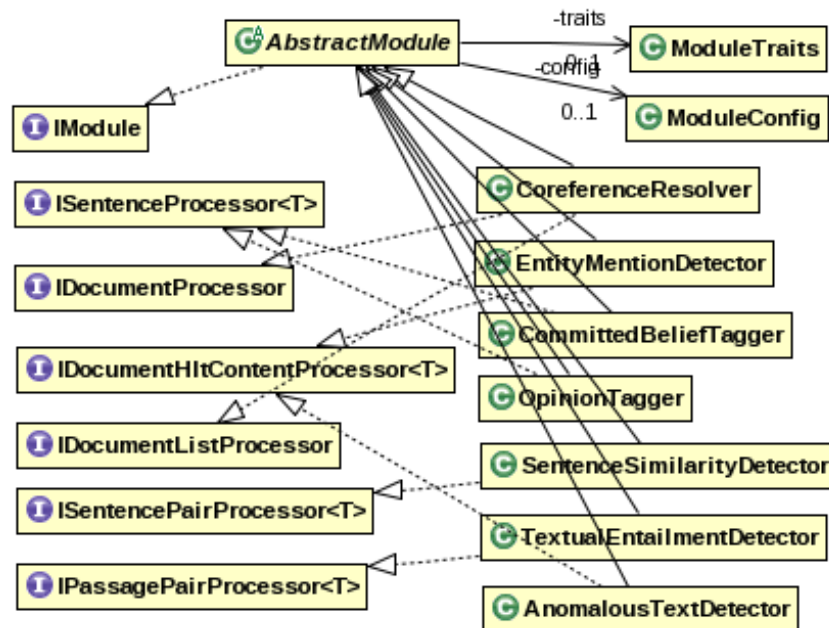 AbstractModule
-traits
0..1
ModuleTraits
-config
0..1
ModuleConfig
IModule
ISentenceProcessor<T>
CoreferenceResolver
IDocumentProcessor
EntityMentionDetector
CommittedBeliefTagger
IDocumentHltContentProcessor<T>
OpinionTagger
IDocumentListProcessor
SentenceSimilarityDetector
ISentencePairProcessor<T>
TextualEntailmentDetector
IPassagePairProcessor<T>
AnomalousTextDetector